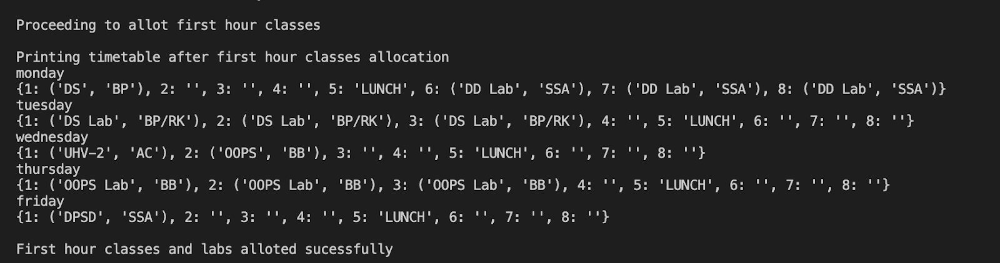 Proceeding to allot first hour classes
Printing timetable after first hour classes allocation
monday
{1: ('DS', 'BP'), 2: '', 3: '', 4: '', 5: 'LUNCH', 6: ('DD Lab', 'SSA'), 7: ('DD Lab', 'SSA'), 8: ('DD Lab', 'SSA')}
tuesday
{1: ('DS Lab', 'BP/RK'), 2: ('DS Lab', 'BP/RK'), 3: ('DS Lab', 'BP/RK'), 4: '', 5: 'LUNCH', 6: '', 7: '', 8: ''}
wednesday
{1: ('UHV-2', 'AC'), 2: ('OOPS', 'BB'), 3: '', 4: '', 5: 'LUNCH', 6: '', 7: '', 8: ''}
thursday
{1: ('OOPS Lab', 'BB'), 2: ('OOPS Lab', 'BB'), 3: ('OOPS Lab', 'BB'), 4: '', 5: 'LUNCH', 6: '', 7: '', 8: ''}
friday
{1: ('DPSD', 'SSA'), 2: '', 3: '', 4: '', 5: 'LUNCH', 6: '', 7: '', 8: ''}
First hour classes and labs alloted sucessfully